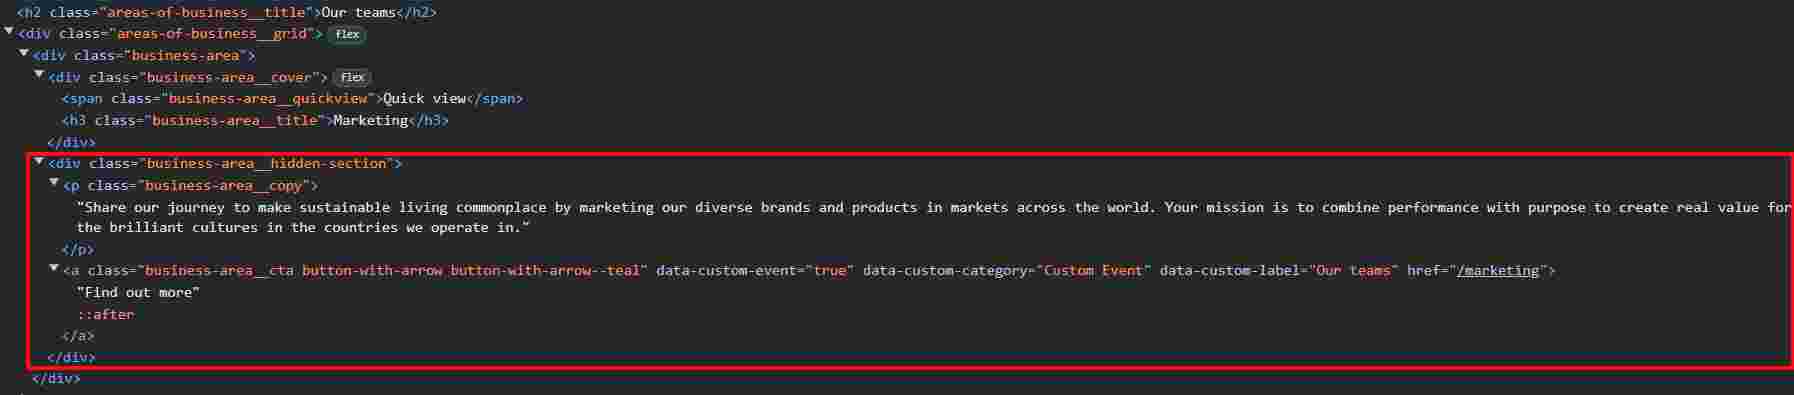 <h2 class="areas-of-business__title">Our teams</h2>
<div class="areas-of-business__grid"> flex
<div class="business-area">
<div class="business-area__cover"> flex
<span class="business-area__quickview">Quick view</span>
<h3 class="business-area__title">Marketing</h3>
</div>
<div class="business-area__hidden-section">
<p class="business-area__copy">
"Share our journey to make sustainable living commonplace by marketing our diverse brands and products in markets across the world. Your mission is to combine performance with purpose to create real value for
the brilliant cultures in the countries we operate in."
</p>
<a class="business-area__cta button-with-arrow button-with-arrow--teal" data-custom-event="true" data-custom-category="Custom Event" data-custom-label="Our teams" href="/marketing">
"Find out more"
::after
</a>
</div>
</div>